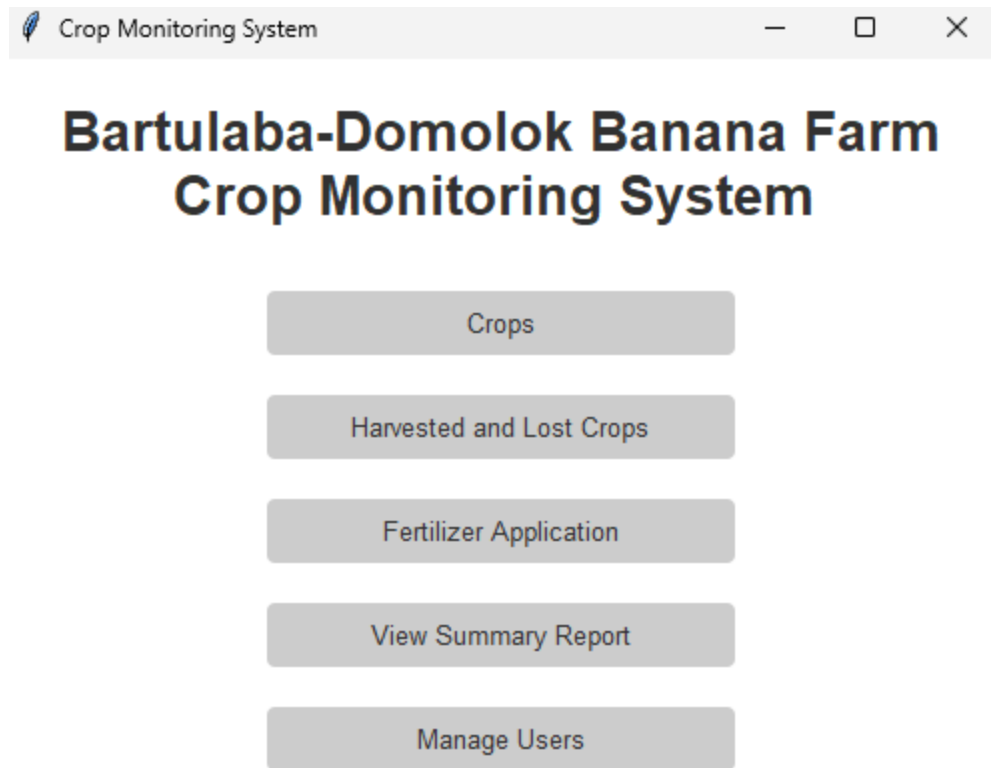 Crop Monitoring System
Bartulaba-Domolok Banana Farm
Crop Monitoring System
Crops
Harvested and Lost Crops
Fertilizer Application
View Summary Report
Manage Users